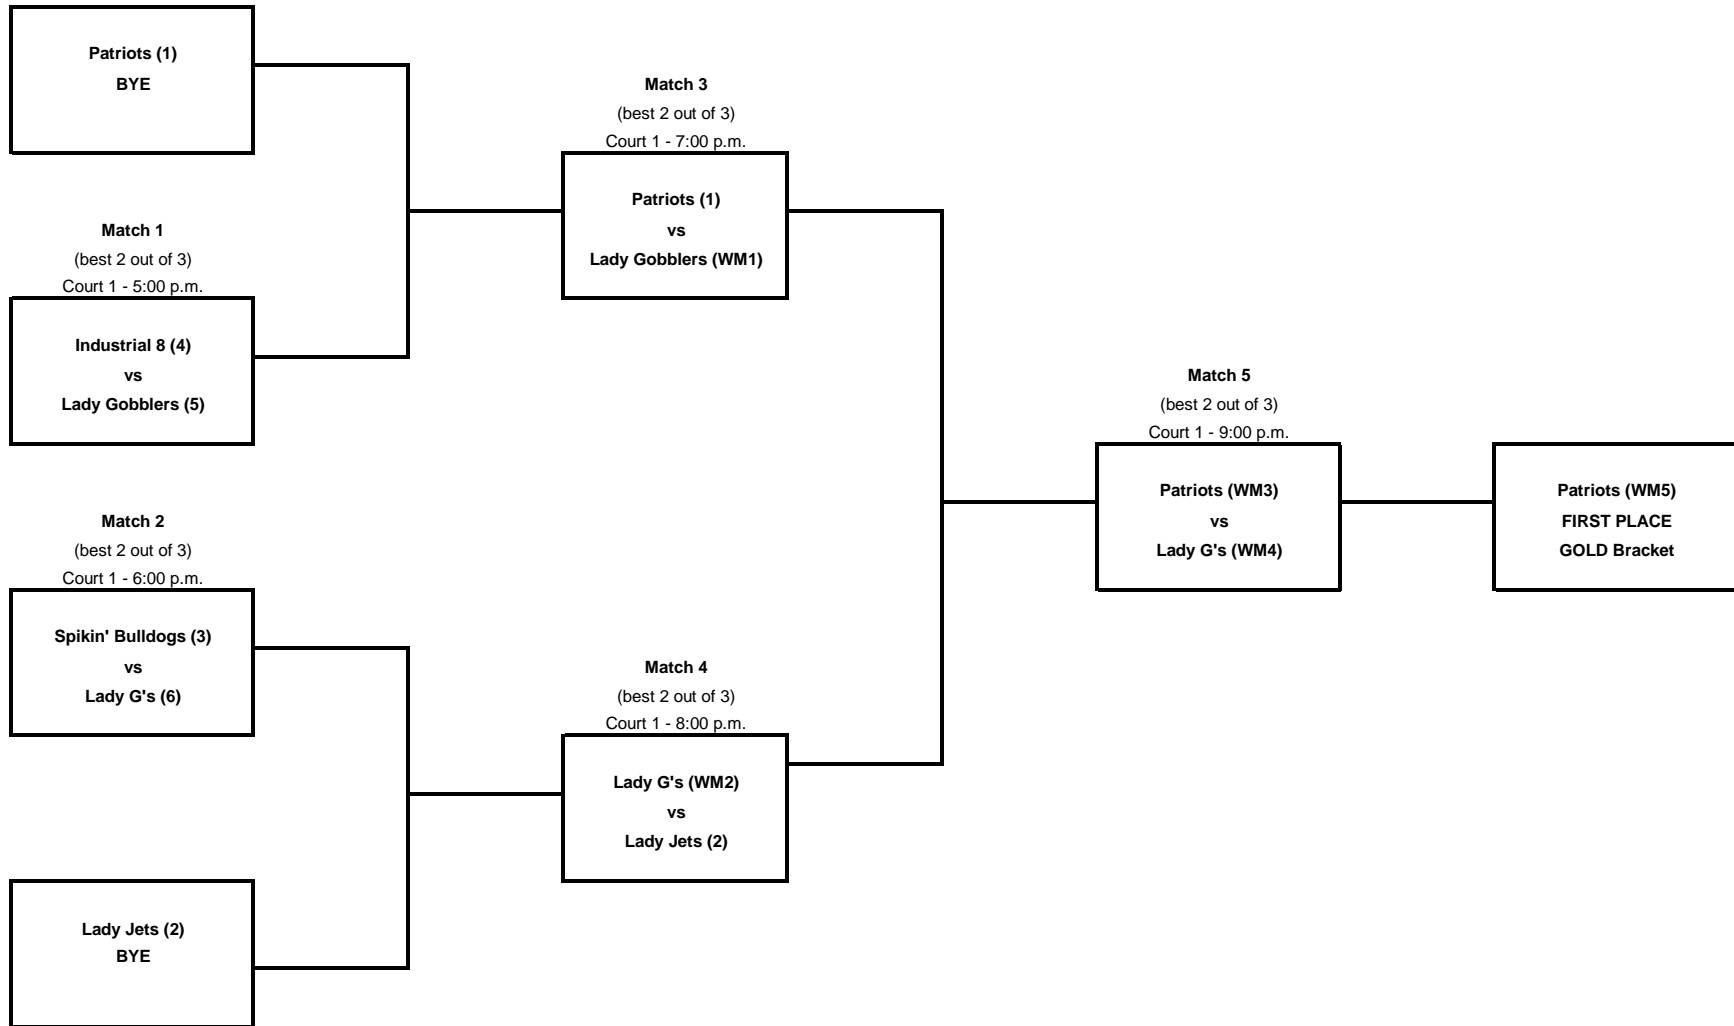 Patriots (1)
BYE
Match 1
(best 2 out of 3)
Court 1 - 5:00 p.m.
Industrial 8 (4)
vs
Lady Gobblers (5)
Match 2
(best 2 out of 3)
Court 1 - 6:00 p.m.
Spikin' Bulldogs (3)
vs
Lady G's (6)
Lady Jets (2)
BYE
Match 3
(best 2 out of 3)
Court 1 - 7:00 p.m.
Patriots (1)
vs
Lady Gobblers (WM1)
Match 4
(best 2 out of 3)
Court 1 - 8:00 p.m.
Lady G's (WM2)
vs
Lady Jets (2)
Match 5
(best 2 out of 3)
Court 1 - 9:00 p.m.
Patriots (WM3)
vs
Lady G's (WM4)
Patriots (WM5)
FIRST PLACE
GOLD Bracket